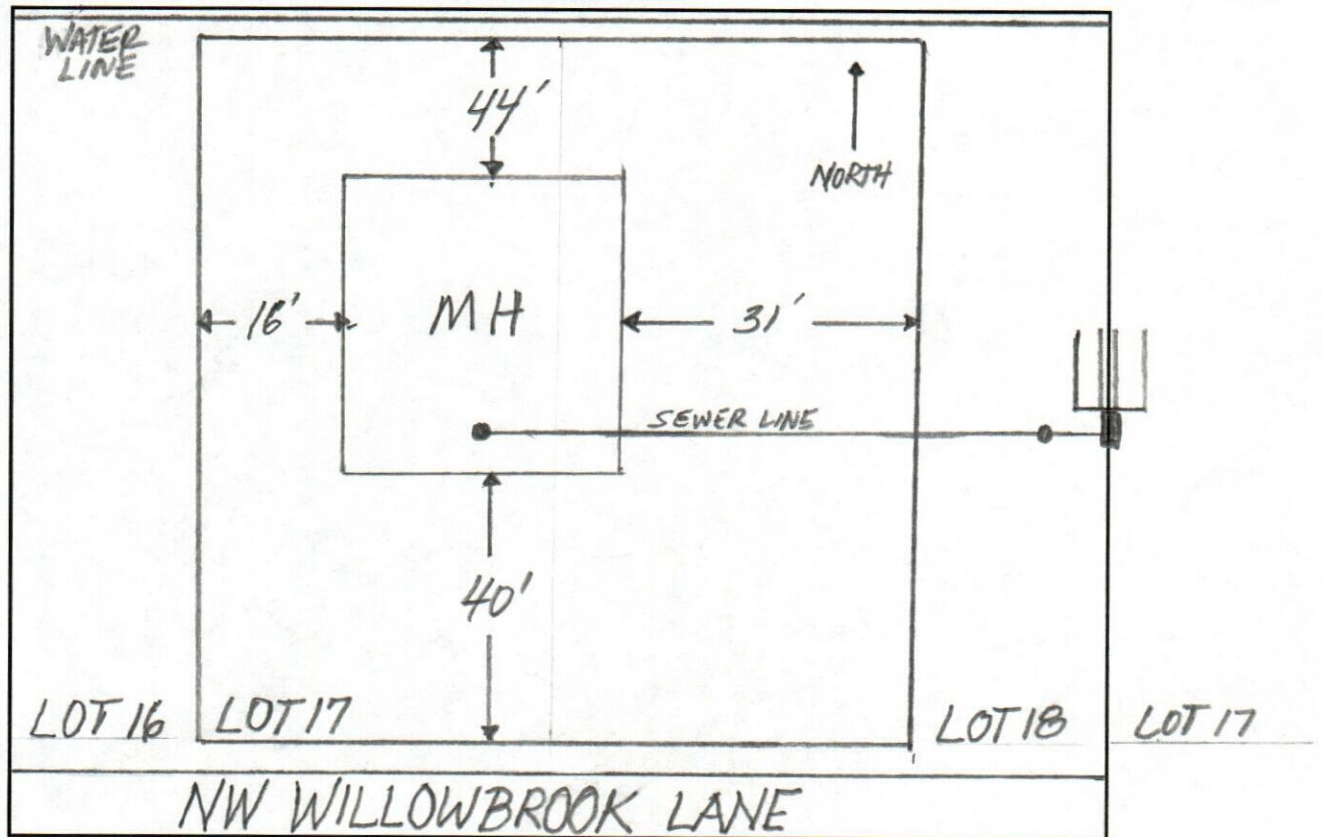 WATER
LINE
44'
NORTH
16'
MH
31'
SEWER LINE
40'
LOT 16
LOT 17
LOT 18
LOT 17
NW WILLOWBROOK LANE